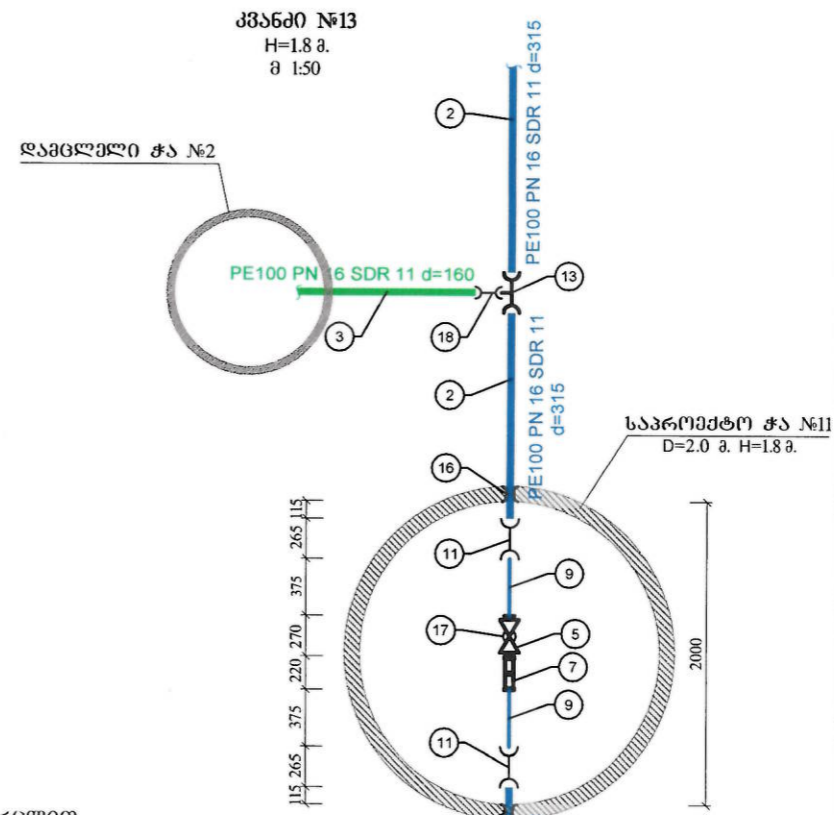 კვანძი №13
H=1.8 მ.
მ 1:50
PE100 PN 16 SDR 11 d=315
2
დამცლელი ჭა №2
PE100 PN 16 SDR 11 d=160
13
3
18
2
PE100 PN 16 SDR 11
d=315
საპროექტო ჭა №11
D=2.0 მ. H=1.8 მ.
16
115
265
11
375
9
270
17
5
220
7
2000
375
9
265
11
115